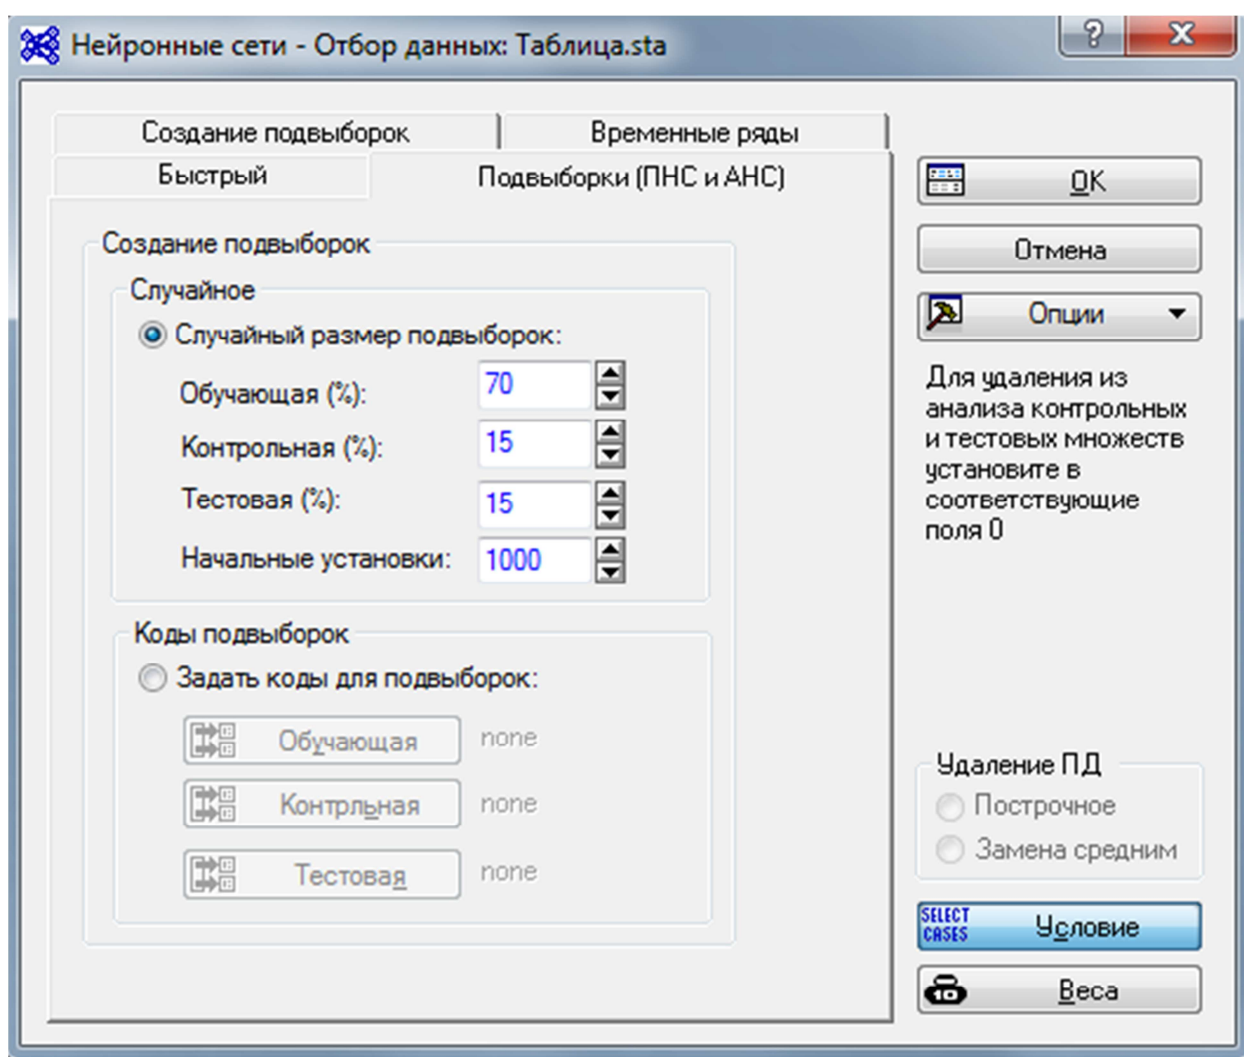 Нейронные сети - Отбор данных: Таблица.sta
?
Создание подвыборок
Временные ряды
Быстрый
Подвыборки (ПНС и АНС)
Создание подвыборок
Случайное
Случайный размер подвыборок:
Обучающая (%): 70
Контрольная (%): 15
Тестовая (%): 15
Начальные установки: 1000
Коды подвыборок
Задать коды для подвыборок:
Обучающая none
Контрльная none
Тестовая none
OK
Отмена
Опции
Для удаления из
анализа контрольных
и тестовых множеств
установите в
соответствующие
поля 0
Удаление ПД
Построчное
Замена средним
SELECT
CASES
Условие
10
Веса